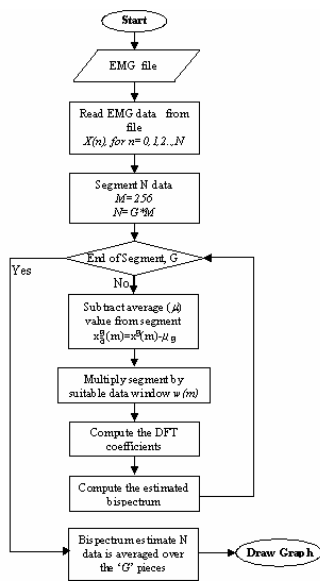 Start
EMG file
Read EMG data from
file
X(n), for n= 0,1,2...N
Segment N data
M=256
N=G*M
End of Segment, G
Yes
No
Subtract average (μ)
value from segment
x_g^g(m)=x^g(m)-μ_g
Multiply segment by
suitable data window w(m)
Compute the DFT
coefficients
Compute the estimated
bispectrum
Bispectrum estimate N
data is averaged over
the 'G' pieces
Draw Graph